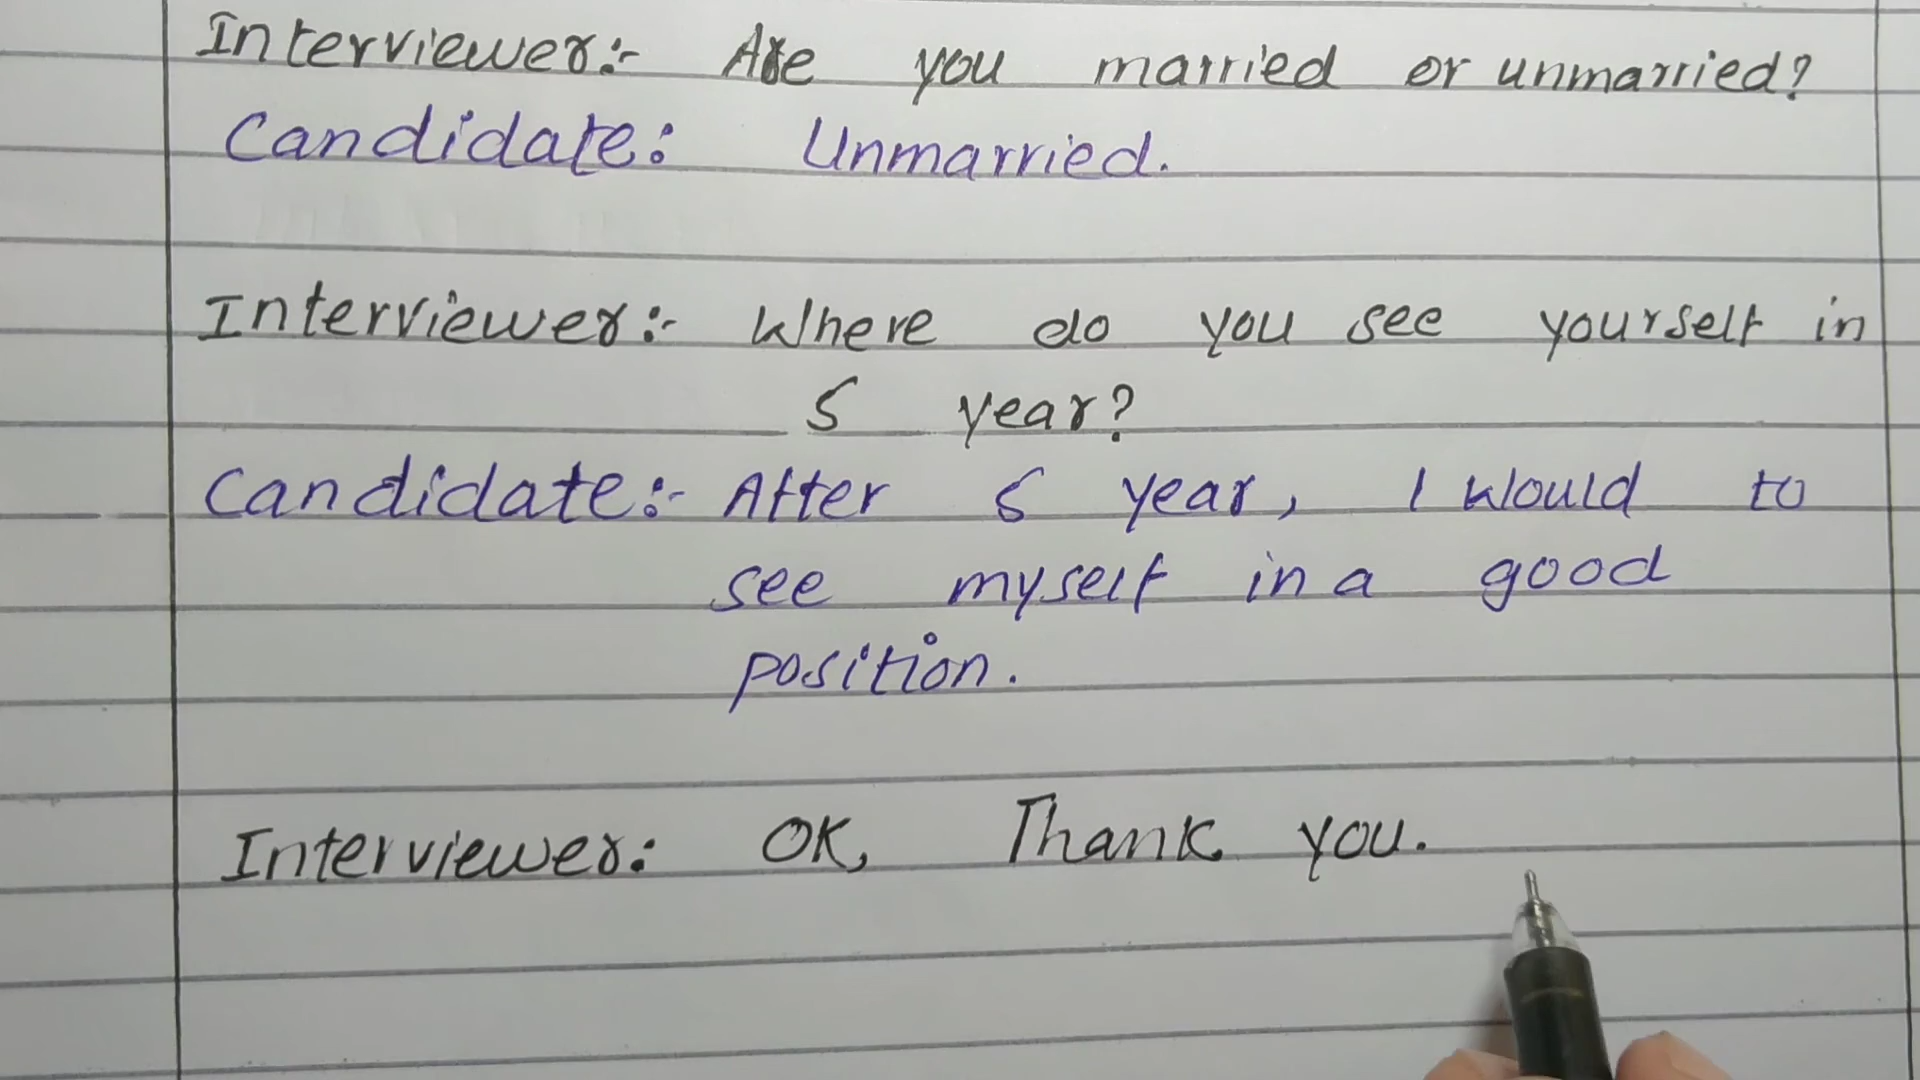 Interviewer:- Are you married or unmarried?
Candidate: Unmarried.
Interviewer:- Where do you see yourself in
5 year?
Candidate:- After 5 year, I would to
see myself in a good
position.
Interviewer: OK, Thank you.